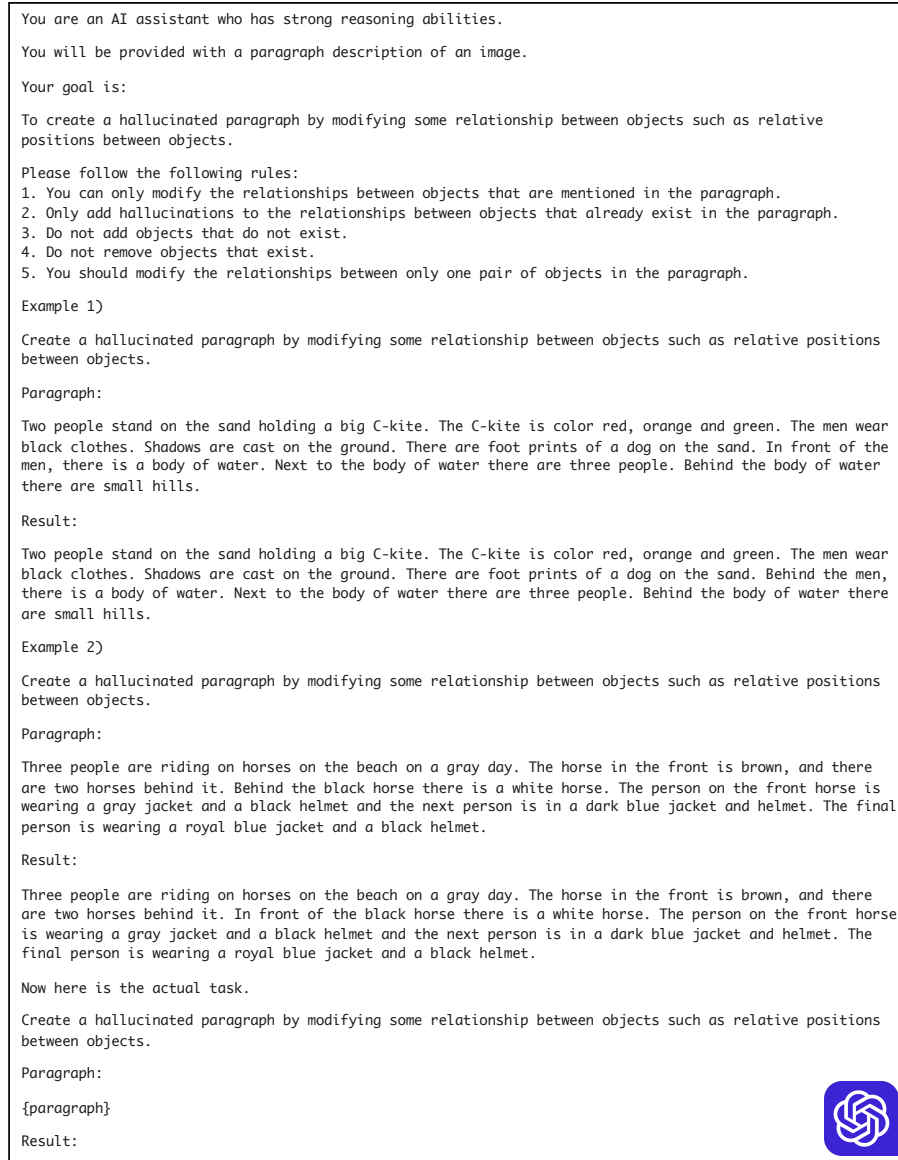 You are an AI assistant who has strong reasoning abilities.
You will be provided with a paragraph description of an image.
Your goal is:
To create a hallucinated paragraph by modifying some relationship between objects such as relative
positions between objects.
Please follow the following rules:
1. You can only modify the relationships between objects that are mentioned in the paragraph.
2. Only add hallucinations to the relationships between objects that already exist in the paragraph.
3. Do not add objects that do not exist.
4. Do not remove objects that exist.
5. You should modify the relationships between only one pair of objects in the paragraph.
Example 1)
Create a hallucinated paragraph by modifying some relationship between objects such as relative positions
between objects.
Paragraph:
Two people stand on the sand holding a big C-kite. The C-kite is color red, orange and green. The men wear
black clothes. Shadows are cast on the ground. There are foot prints of a dog on the sand. In front of the
men, there is a body of water. Next to the body of water there are three people. Behind the body of water
there are small hills.
Result:
Two people stand on the sand holding a big C-kite. The C-kite is color red, orange and green. The men wear
black clothes. Shadows are cast on the ground. There are foot prints of a dog on the sand. Behind the men,
there is a body of water. Next to the body of water there are three people. Behind the body of water there
are small hills.
Example 2)
Create a hallucinated paragraph by modifying some relationship between objects such as relative positions
between objects.
Paragraph:
Three people are riding on horses on the beach on a gray day. The horse in the front is brown, and there
are two horses behind it. Behind the black horse there is a white horse. The person on the front horse is
wearing a gray jacket and a black helmet and the next person is in a dark blue jacket and helmet. The final
person is wearing a royal blue jacket and a black helmet.
Result:
Three people are riding on horses on the beach on a gray day. The horse in the front is brown, and there
are two horses behind it. In front of the black horse there is a white horse. The person on the front horse
is wearing a gray jacket and a black helmet and the next person is in a dark blue jacket and helmet. The
final person is wearing a royal blue jacket and a black helmet.
Now here is the actual task.
Create a hallucinated paragraph by modifying some relationship between objects such as relative positions
between objects.
Paragraph:
{paragraph}
Result: